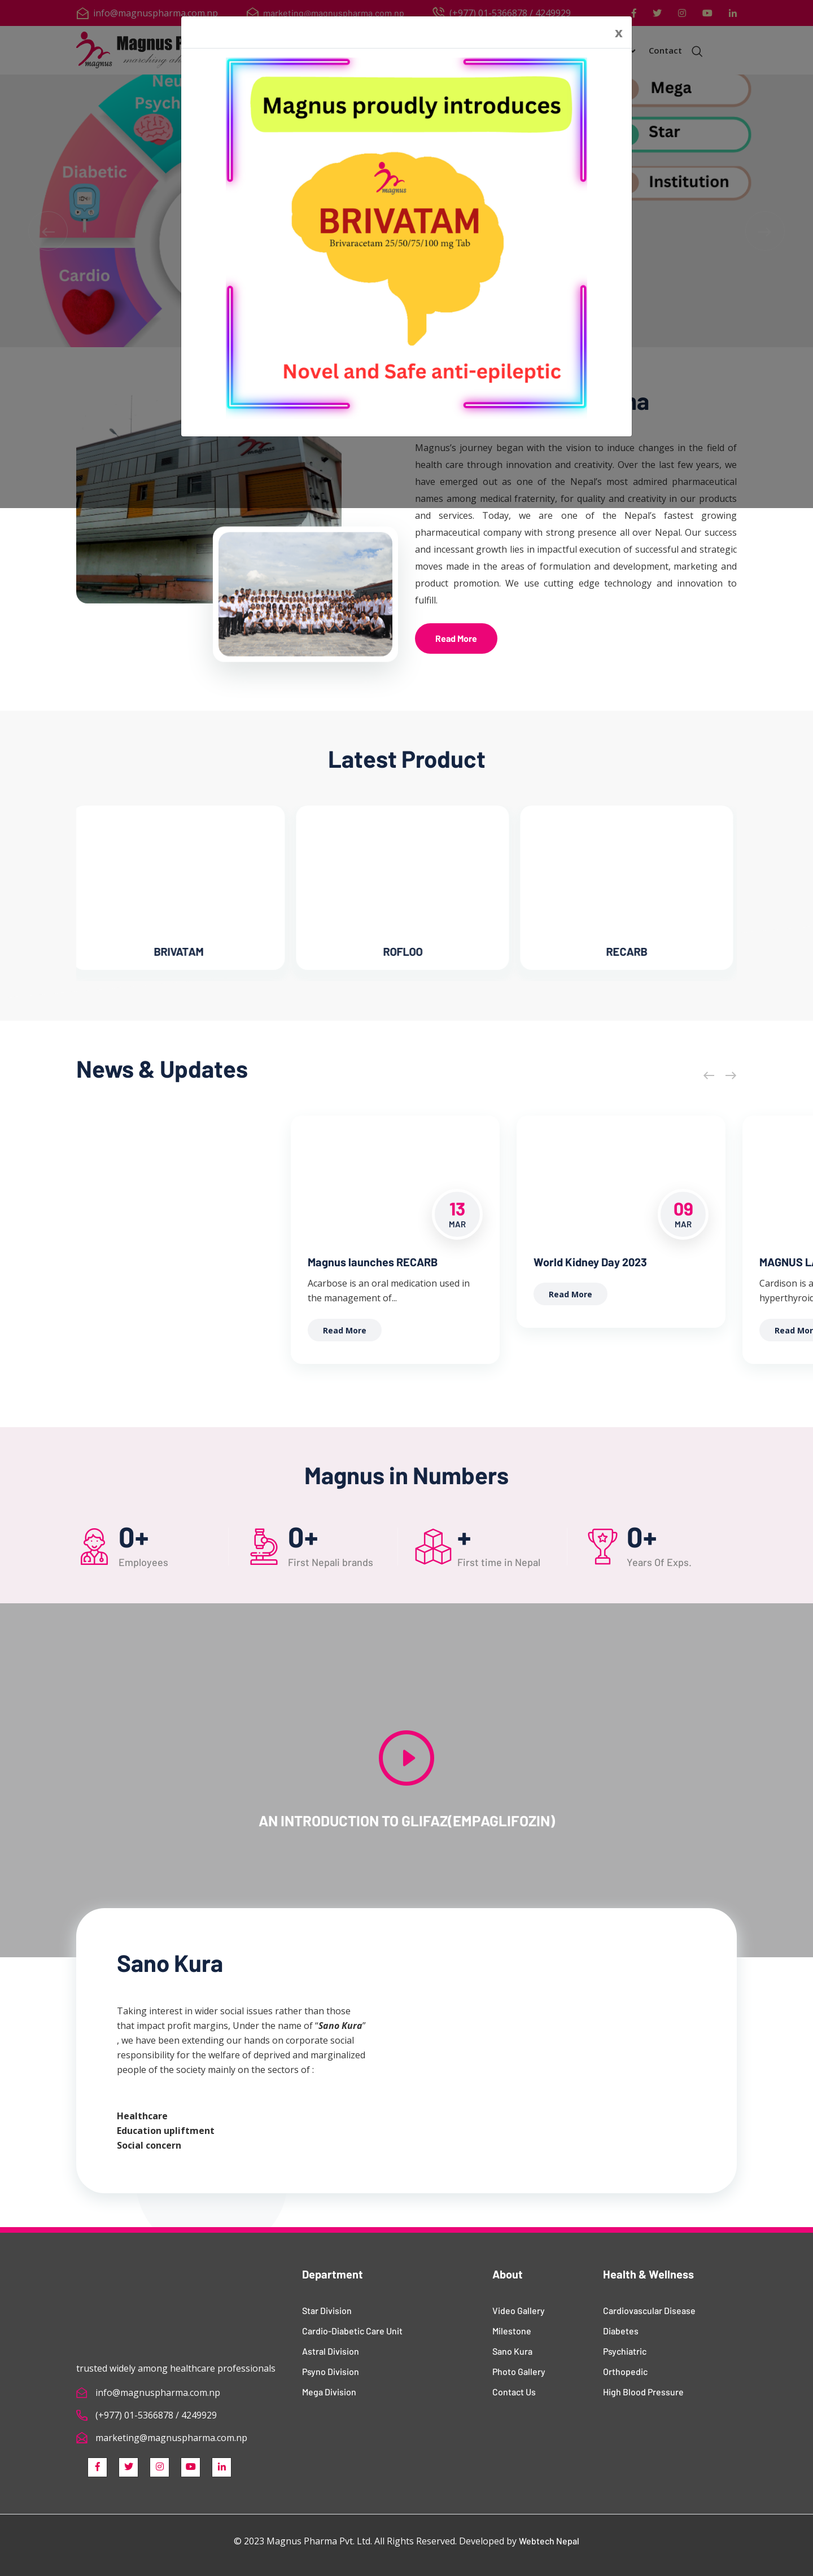 info@magnuspharma.com.np
marketing@magnuspharma.com.np
(+977) 01-5366878 / 4249929
x
Magnus P
marching ah
magnus
Contact
Neu
Psych
Diabetic
Cardio
Mega
Star
Institution
Magnus proudly introduces
magnus
BRIVATAM
Brivaracetam 25/50/75/100 mg Tab
Novel and Safe anti-epileptic
Magnus's journey began with the vision to induce changes in the field of
health care through innovation and creativity. Over the last few years, we
have emerged out as one of the Nepal's most admired pharmaceutical
names among medical fraternity, for quality and creativity in our products
and services. Today, we are one of the Nepal's fastest growing
pharmaceutical company with strong presence all over Nepal. Our success
and incessant growth lies in impactful execution of successful and strategic
moves made in the areas of formulation and development, marketing and
product promotion. We use cutting edge technology and innovation to
fulfill.
Read More
Latest Product
BRIVATAM
ROFLOO
RECARB
News & Updates
13
MAR
Magnus launches RECARB
Acarbose is an oral medication used in
the management of...
Read More
09
MAR
World Kidney Day 2023
Read More
MAGNUS LA
Cardison is a
hyperthyroid
Read Mor
Magnus in Numbers
0+
Employees
0+
First Nepali brands
+
First time in Nepal
0+
Years Of Exps.
AN INTRODUCTION TO GLIFAZ(EMPAGLIFOZIN)
Sano Kura
Taking interest in wider social issues rather than those
that impact profit margins, Under the name of "Sano Kura"
, we have been extending our hands on corporate social
responsibility for the welfare of deprived and marginalized
people of the society mainly on the sectors of :
Healthcare
Education upliftment
Social concern
trusted widely among healthcare professionals
info@magnuspharma.com.np
(+977) 01-5366878 / 4249929
marketing@magnuspharma.com.np
Department
Star Division
Cardio-Diabetic Care Unit
Astral Division
Psyno Division
Mega Division
About
Video Gallery
Milestone
Sano Kura
Photo Gallery
Contact Us
Health & Wellness
Cardiovascular Disease
Diabetes
Psychiatric
Orthopedic
High Blood Pressure
© 2023 Magnus Pharma Pvt. Ltd. All Rights Reserved. Developed by Webtech Nepal